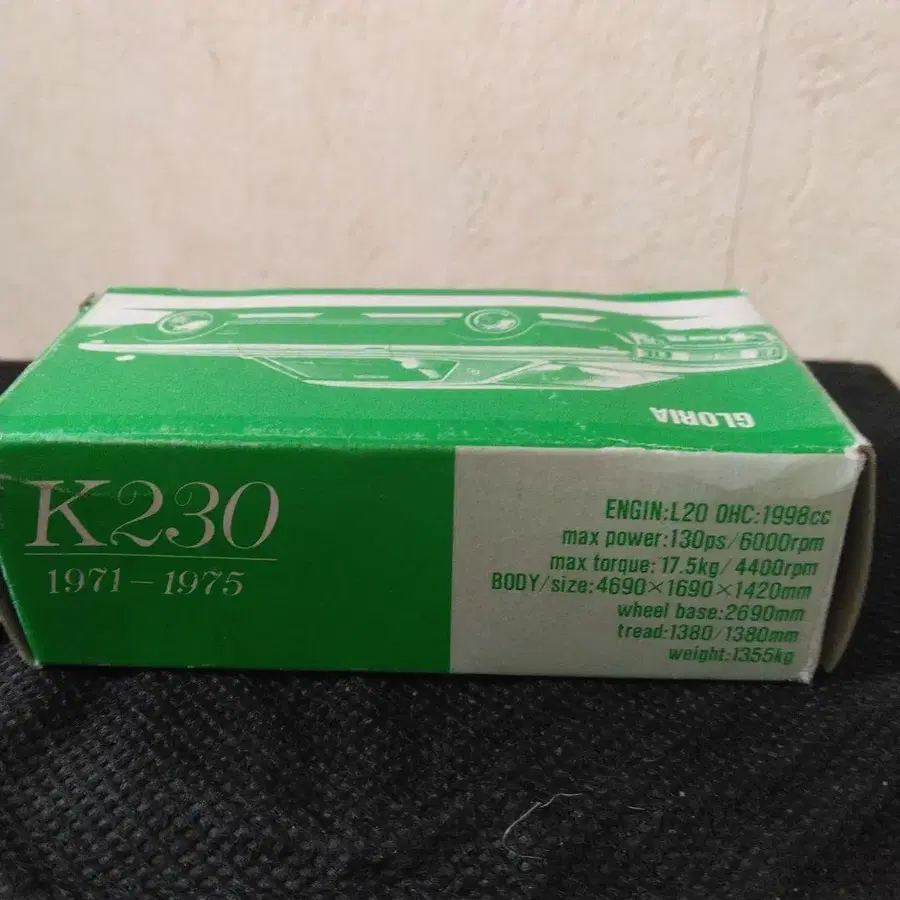 GLORIA
K230
1971-1975
ENGIN:L20 OHC:1998cc
max power:130ps/6000rpm
max torque:17.5kg/4400rpm
BODY/size:4690×1690×1420mm
wheel base:2690mm
tread:1380/1380mm
weight:1355kg